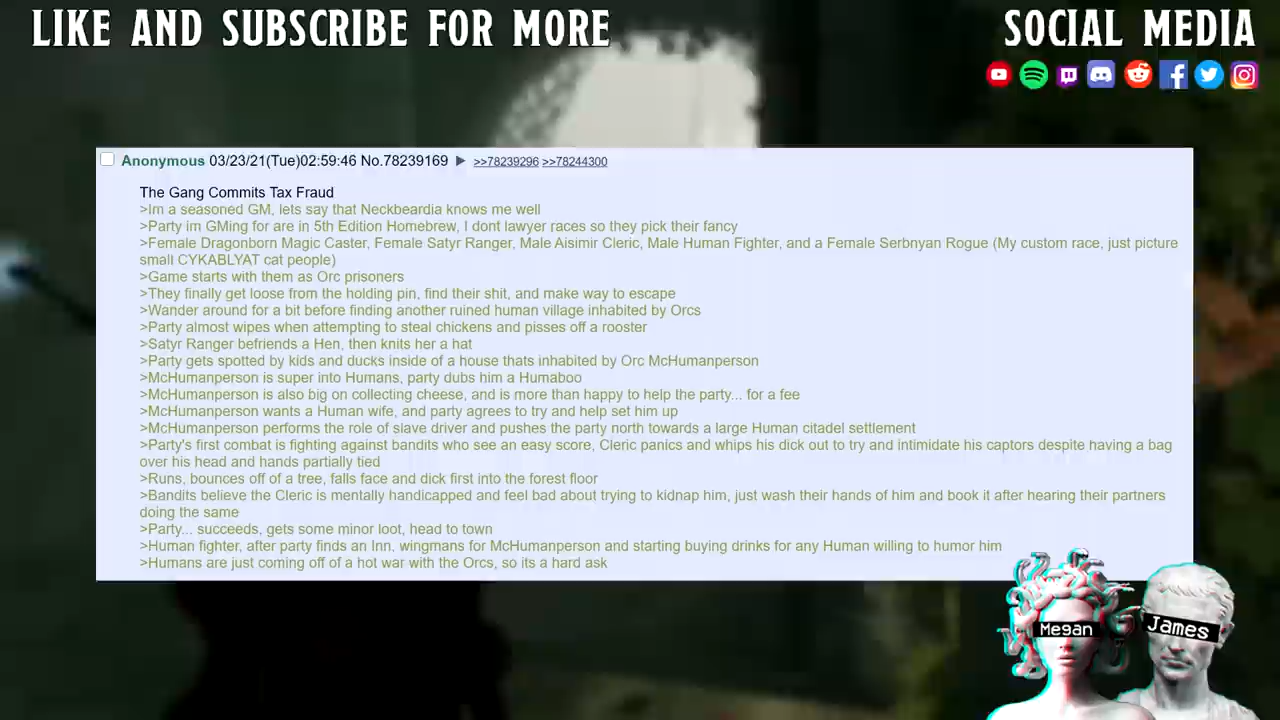 LIKE AND SUBSCRIBE FOR MORE
SOCIAL MEDIA
Anonymous 03/23/21(Tue)02:59:46 No.78239169 ▶ >>78239296 >>78244300
The Gang Commits Tax Fraud
>Im a seasoned GM, lets say that Neckbeardia knows me well
>Party im GMing for are in 5th Edition Homebrew, I dont lawyer races so they pick their fancy
>Female Dragonborn Magic Caster, Female Satyr Ranger, Male Aisimir Cleric, Male Human Fighter, and a Female Serbnyan Rogue (My custom race, just picture
small CYKABLYAT cat people)
>Game starts with them as Orc prisoners
>They finally get loose from the holding pin, find their shit, and make way to escape
>Wander around for a bit before finding another ruined human village inhabited by Orcs
>Party almost wipes when attempting to steal chickens and pisses off a rooster
>Satyr Ranger befriends a Hen, then knits her a hat
>Party gets spotted by kids and ducks inside of a house thats inhabited by Orc McHumanperson
>McHumanperson is super into Humans, party dubs him a Humaboo
>McHumanperson is also big on collecting cheese, and is more than happy to help the party... for a fee
>McHumanperson wants a Human wife, and party agrees to try and help set him up
>McHumanperson performs the role of slave driver and pushes the party north towards a large Human citadel settlement
>Party's first combat is fighting against bandits who see an easy score, Cleric panics and whips his dick out to try and intimidate his captors despite having a bag
over his head and hands partially tied
>Runs, bounces off of a tree, falls face and dick first into the forest floor
>Bandits believe the Cleric is mentally handicapped and feel bad about trying to kidnap him, just wash their hands of him and book it after hearing their partners
doing the same
>Party... succeeds, gets some minor loot, head to town
>Human fighter, after party finds an Inn, wingmans for McHumanperson and starting buying drinks for any Human willing to humor him
>Humans are just coming off of a hot war with the Orcs, so its a hard ask
Megan
James